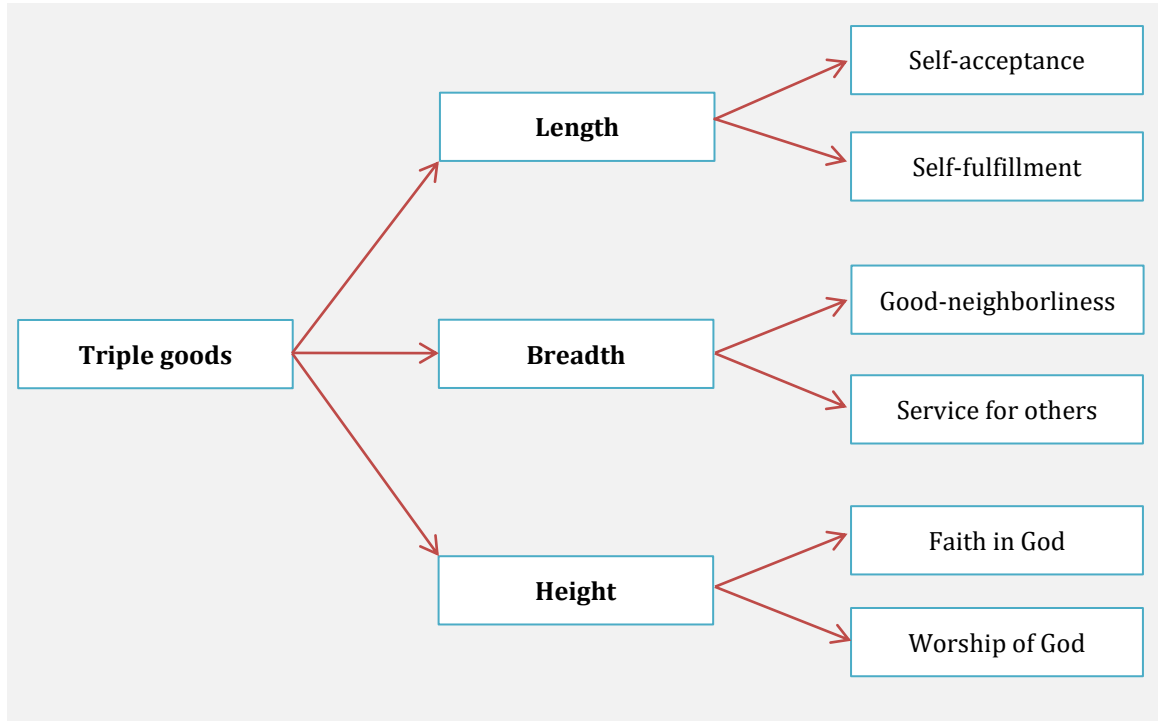 Triple goods
Length
Self-acceptance
Self-fulfillment
Breadth
Good-neighborliness
Service for others
Height
Faith in God
Worship of God